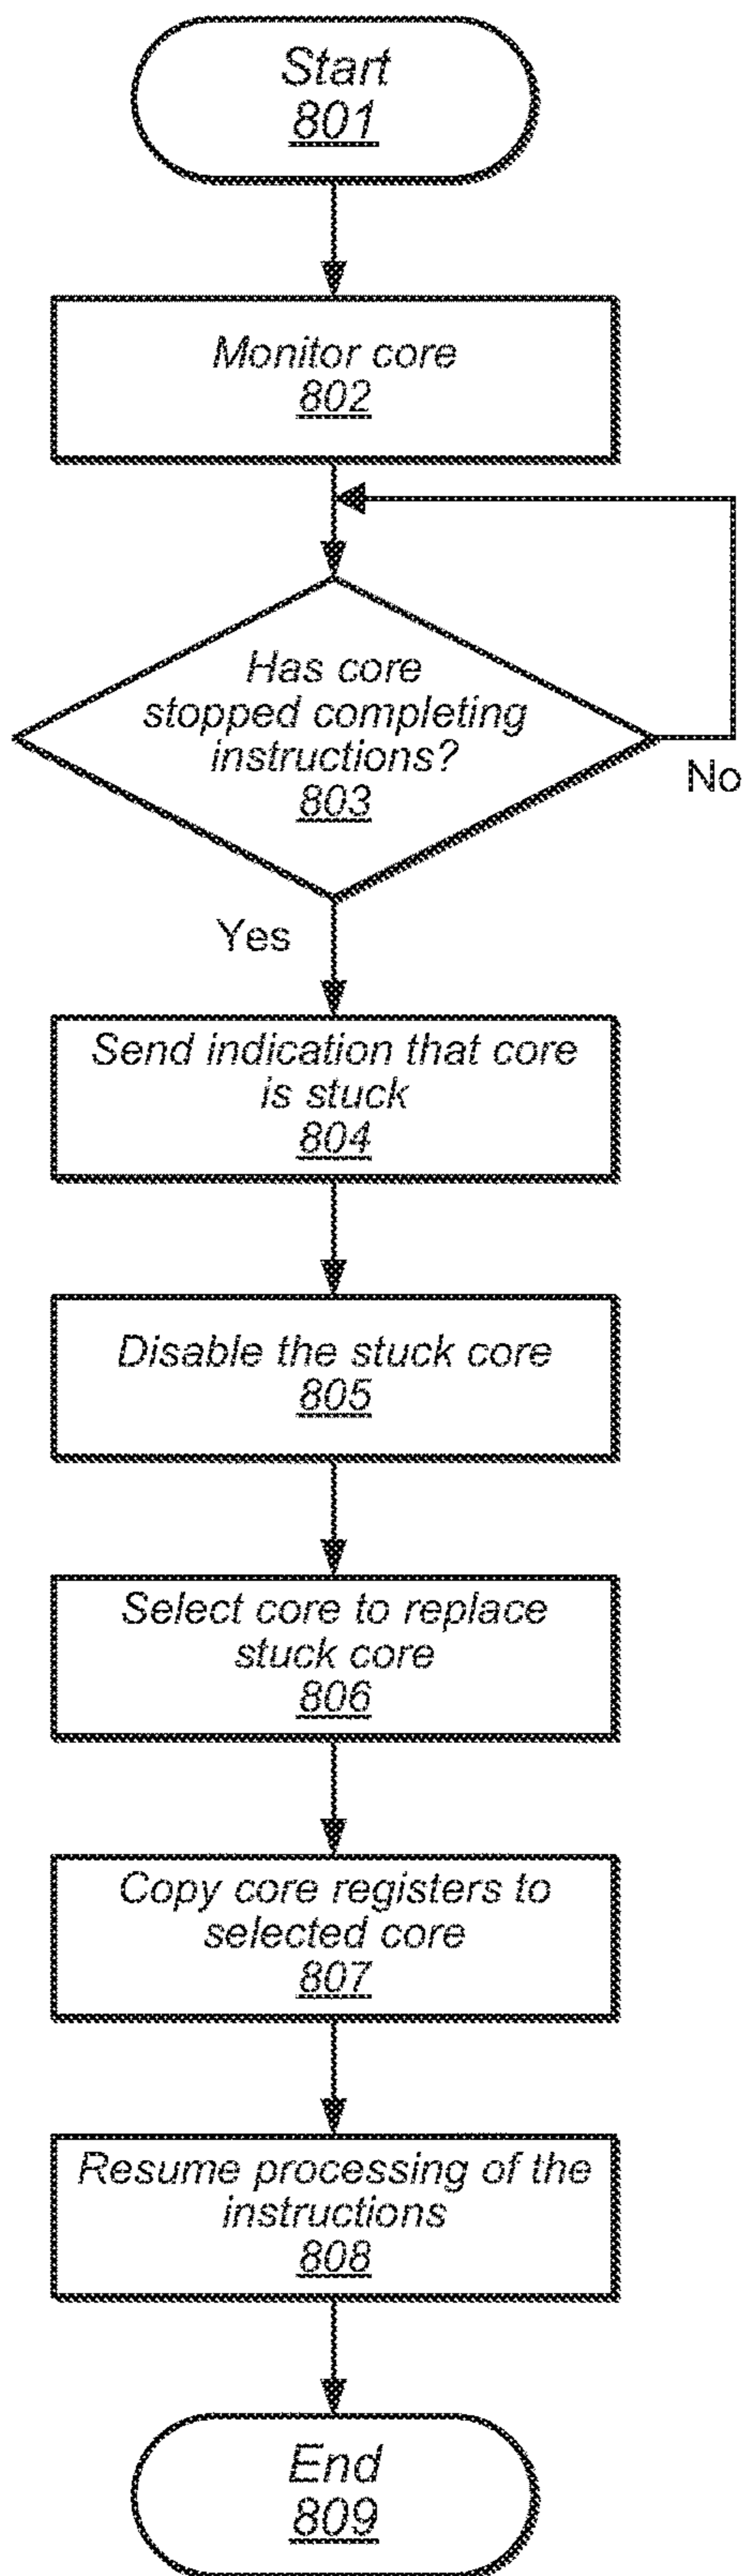 Start
801
Monitor core
802
Has core
stopped completing
instructions?
803
No
Yes
Send indication that core
is stuck
804
Disable the stuck core
805
Select core to replace
stuck core
806
Copy core registers to
selected core
807
Resume processing of the
instructions
808
End
809